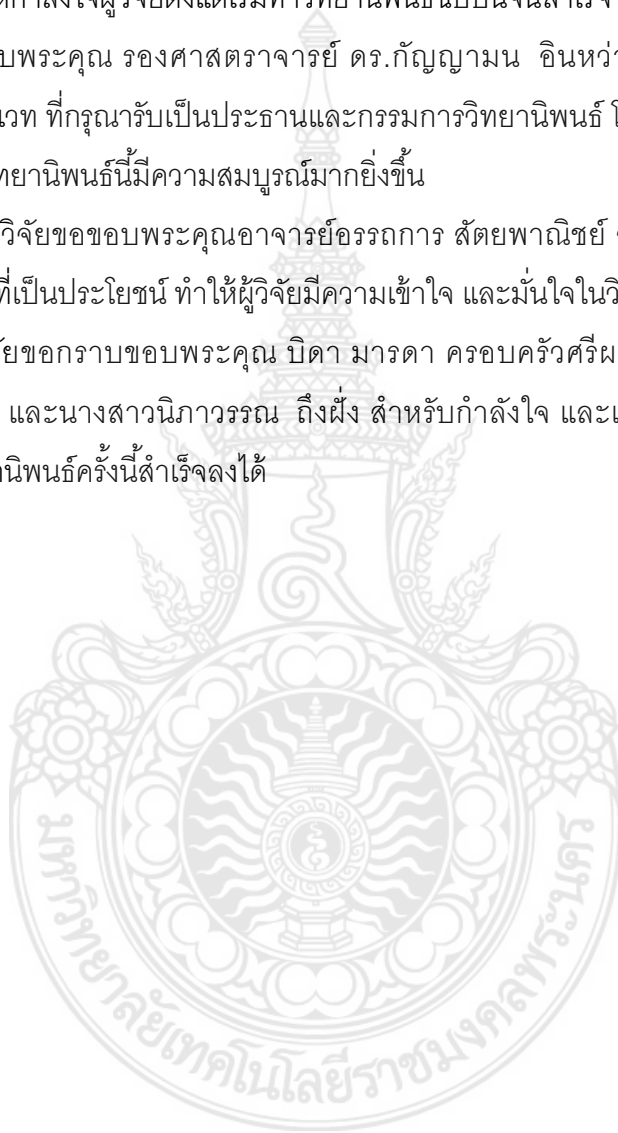 กำลังใจผู้วิจัยตั้งแต่เริ่มทำวิทยานิพนธ์ฉบับนี้จนสำเร็จ
บพระคุณ รองศาสตราจารย์ ดร.กัญญามน อินหว่า
เวท ที่กรุณารับเป็นประธานและกรรมการวิทยานิพนธ์
ทยานิพนธ์นี้มีความสมบูรณ์มากยิ่งขึ้น
วิจัยขอขอบพระคุณอาจารย์อรรถการ สัตยพาณิชย์
ที่เป็นประโยชน์ ทำให้ผู้วิจัยมีความเข้าใจ และมั่นใจในวิ
ัยขอกราบขอบพระคุณ บิดา มารดา ครอบครัวศรีผ
และนางสาวนิภาวรรณ ถึงฝั่ง สำหรับกำลังใจ และเ
านิพนธ์ครั้งนี้สำเร็จลงได้
มหาวิทยาลัยเทคโนโลยีราชมงคลพระนคร